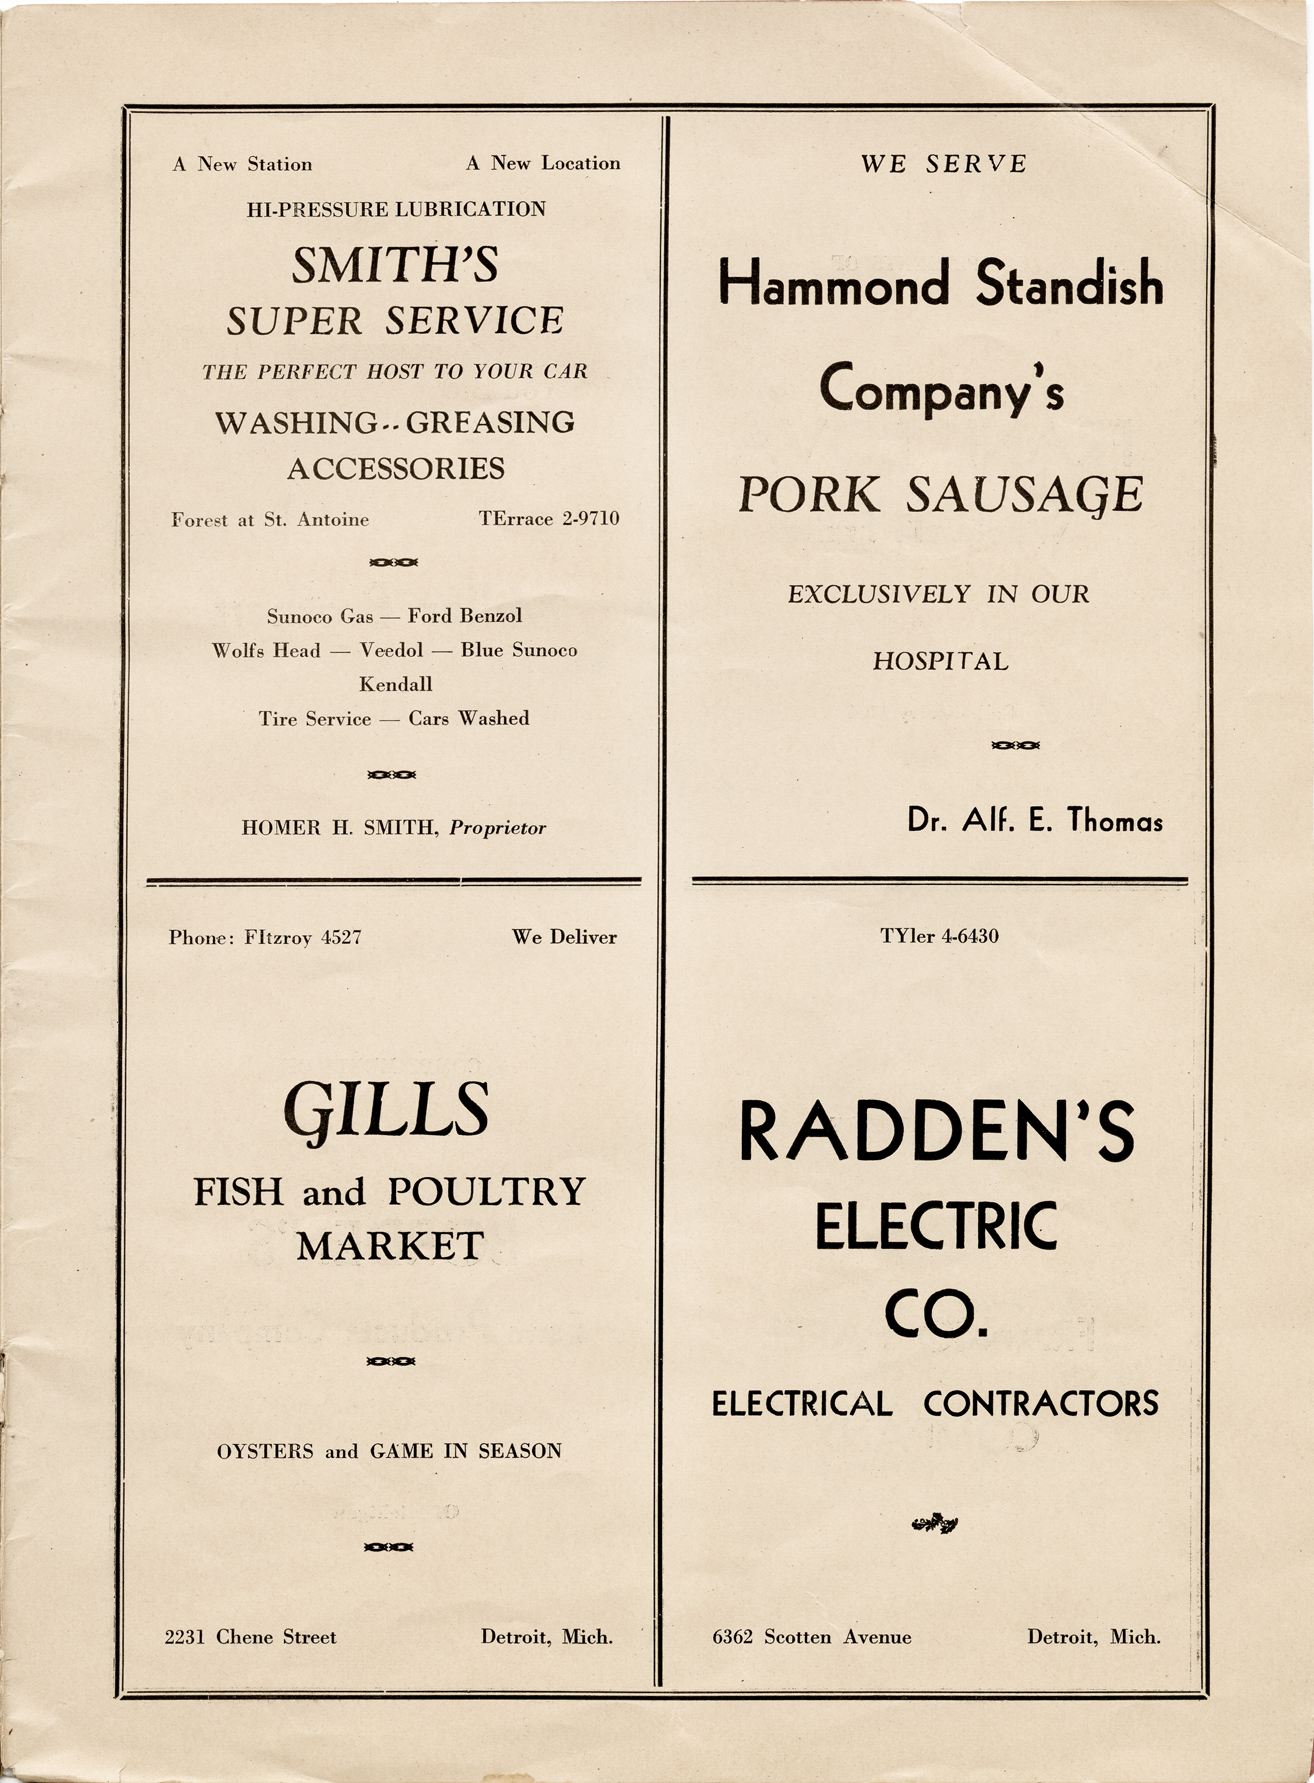 A New Station A New Location
HI-PRESSURE LUBRICATION
SMITH'S
SUPER SERVICE
THE PERFECT HOST TO YOUR CAR
WASHING--GREASING
ACCESSORIES
Forest at St. Antoine TErrace 2-9710
Sunoco Gas — Ford Benzol
Wolfs Head — Veedol — Blue Sunoco
Kendall
Tire Service — Cars Washed
HOMER H. SMITH, Proprietor
WE SERVE
Hammond Standish
Company's
PORK SAUSAGE
EXCLUSIVELY IN OUR
HOSPITAL
Dr. Alf. E. Thomas
Phone: FItzroy 4527 We Deliver
GILLS
FISH and POULTRY
MARKET
OYSTERS and GAME IN SEASON
2231 Chene Street Detroit, Mich.
TYler 4-6430
RADDEN'S
ELECTRIC
CO.
ELECTRICAL CONTRACTORS
6362 Scotten Avenue Detroit, Mich.